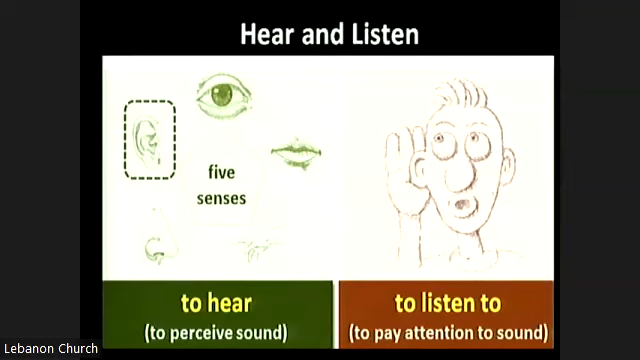 Hear and Listen
five
senses
to hear
(to perceive sound)
to listen to
(to pay attention to sound)
Lebanon Church